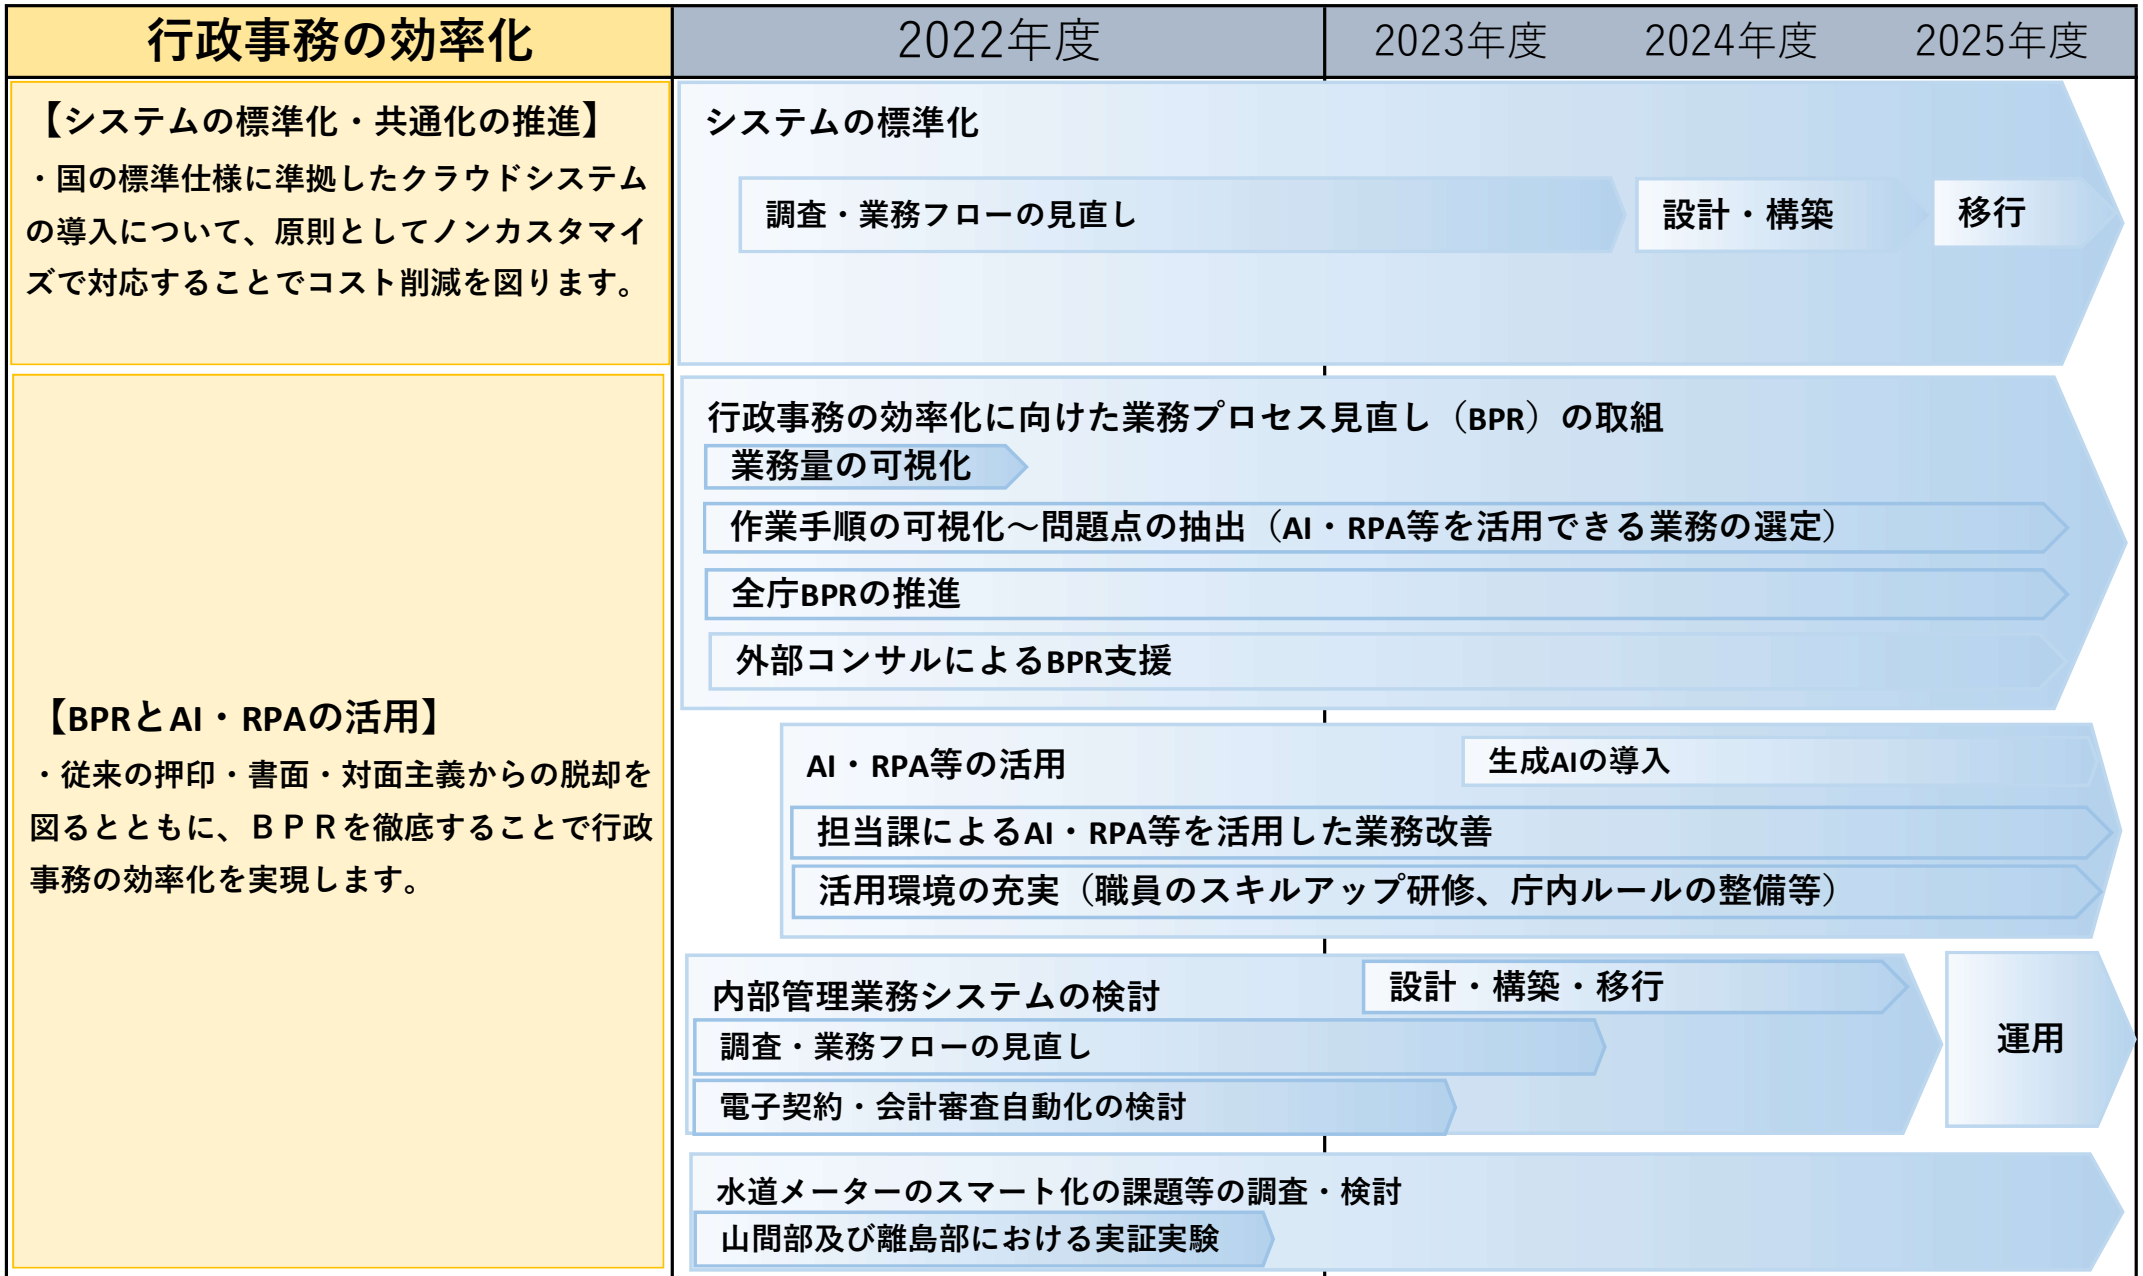 行政事務の効率化
2022年度
2023年度
2024年度
2025年度
【システムの標準化・共通化の推進】
・国の標準仕様に準拠したクラウドシステム
の導入について、原則としてノンカスタマイ
ズで対応することでコスト削減を図ります。
システムの標準化
調査・業務フローの見直し
設計・構築
移行
【BPRとAI・RPAの活用】
・従来の押印・書面・対面主義からの脱却を
図るとともに、ＢＰＲを徹底することで行政
事務の効率化を実現します。
行政事務の効率化に向けた業務プロセス見直し（BPR）の取組
業務量の可視化
作業手順の可視化～問題点の抽出（AI・RPA等を活用できる業務の選定）
全庁BPRの推進
外部コンサルによるBPR支援
AI・RPA等の活用
生成AIの導入
担当課によるAI・RPA等を活用した業務改善
活用環境の充実（職員のスキルアップ研修、庁内ルールの整備等）
内部管理業務システムの検討
設計・構築・移行
調査・業務フローの見直し
電子契約・会計審査自動化の検討
運用
水道メーターのスマート化の課題等の調査・検討
山間部及び離島部における実証実験